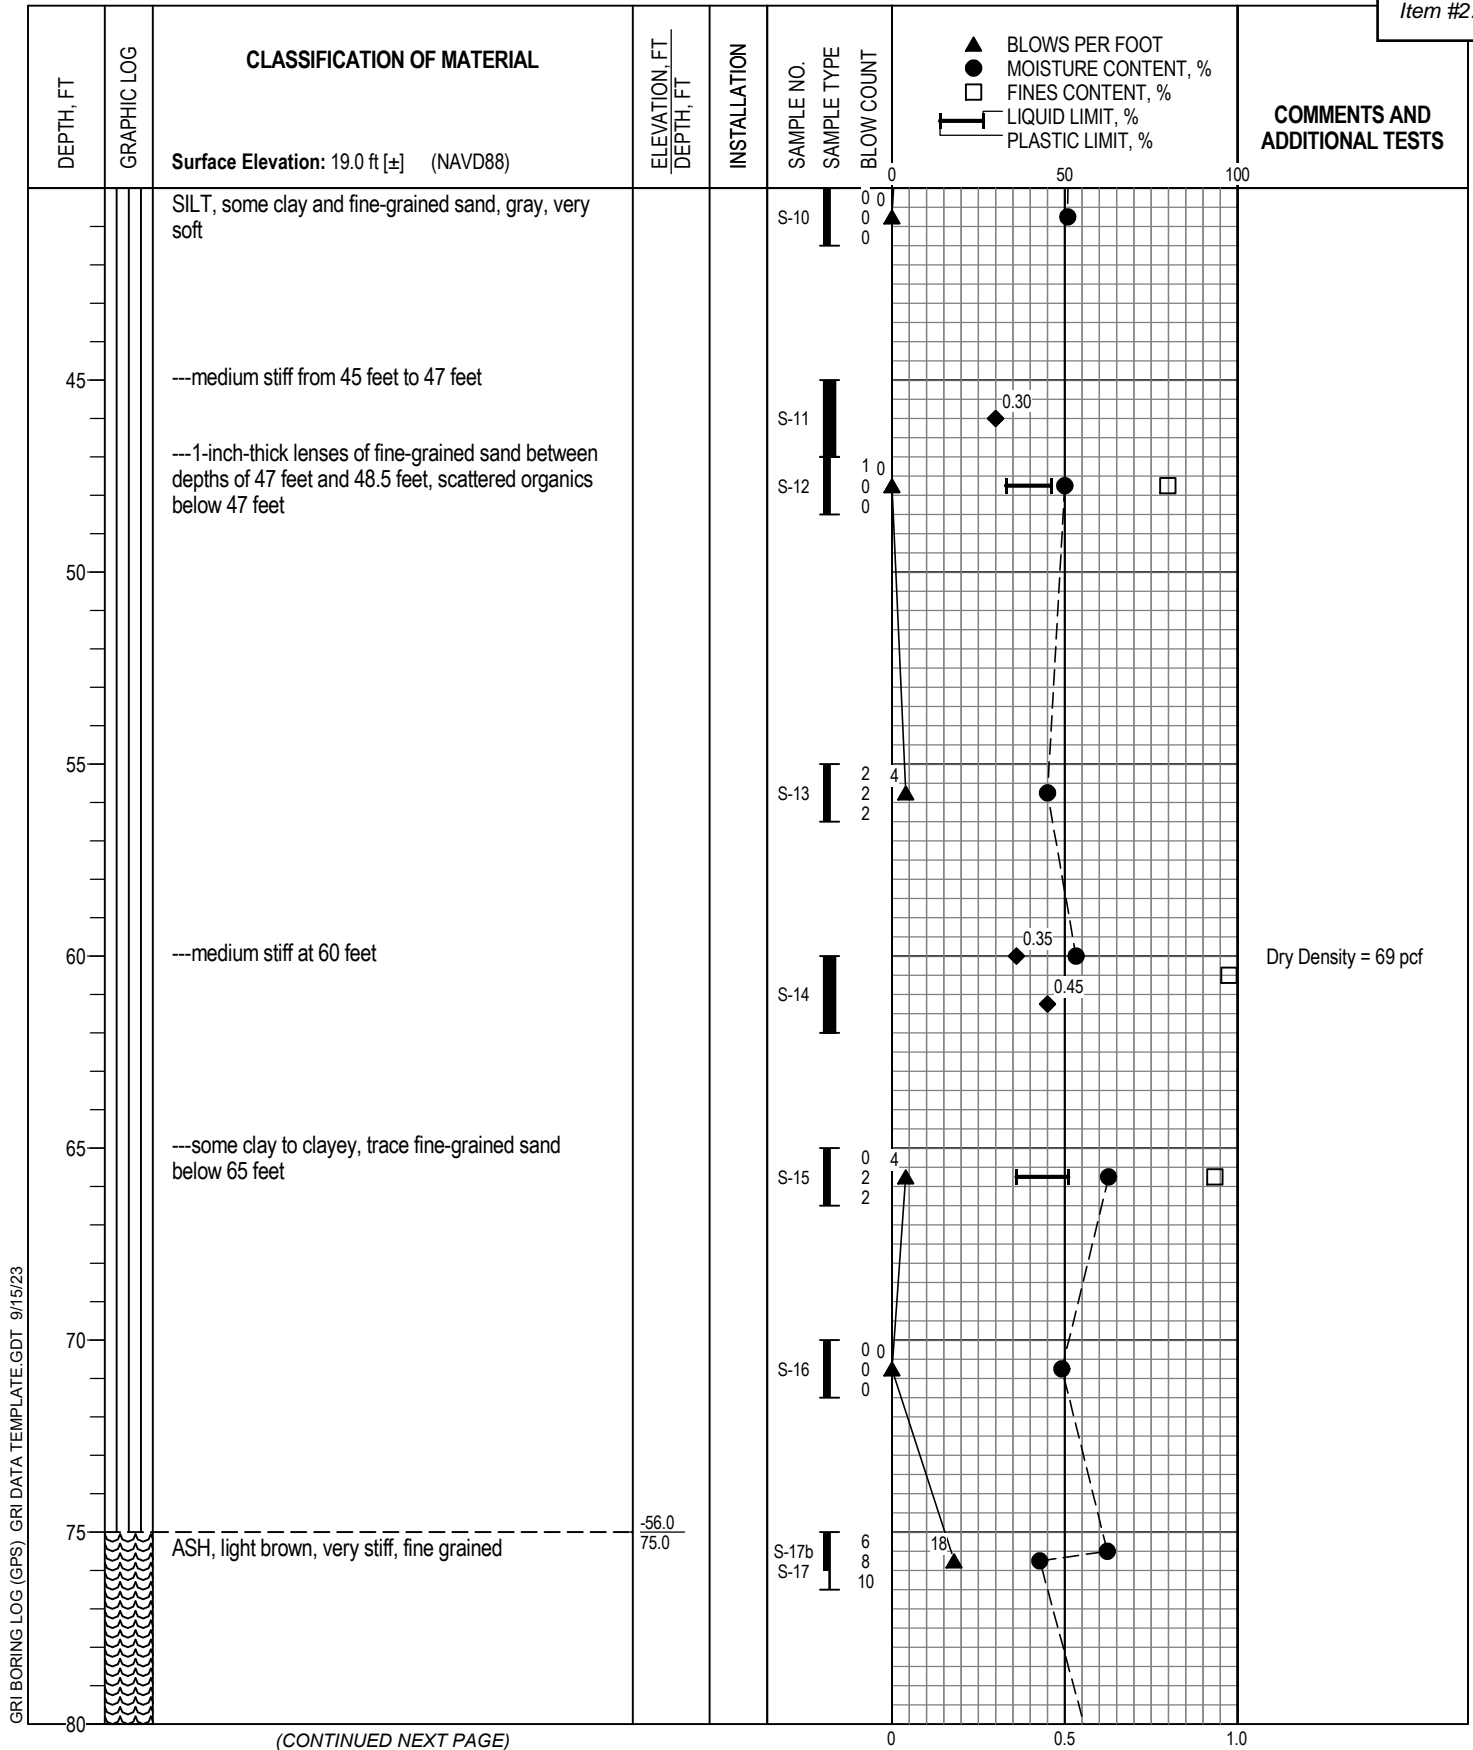 Item #2.
DEPTH, FT
GRAPHIC LOG
CLASSIFICATION OF MATERIAL
Surface Elevation: 19.0 ft [±] (NAVD88)
ELEVATION, FT
DEPTH, FT
INSTALLATION
SAMPLE NO.
SAMPLE TYPE
BLOW COUNT
BLOWS PER FOOT
MOISTURE CONTENT, %
FINES CONTENT, %
LIQUID LIMIT, %
PLASTIC LIMIT, %
COMMENTS AND
ADDITIONAL TESTS
0 50 100
SILT, some clay and fine-grained sand, gray, very
soft
S-10
0 0
0
0
45
---medium stiff from 45 feet to 47 feet
S-11
0.30
---1-inch-thick lenses of fine-grained sand between
depths of 47 feet and 48.5 feet, scattered organics
below 47 feet
S-12
1 0
0
0
50
55
S-13
2 4
2
2
60
---medium stiff at 60 feet
0.35
Dry Density = 69 pcf
S-14
0.45
65
---some clay to clayey, trace fine-grained sand
below 65 feet
S-15
0 4
2
2
70
S-16
0 0
0
0
75
-56.0
75.0
ASH, light brown, very stiff, fine grained
S-17b
S-17
6 18
8
10
80
(CONTINUED NEXT PAGE)
0 0.5 1.0
GRI BORING LOG (GPS) GRI DATA TEMPLATE.GDT 9/15/23